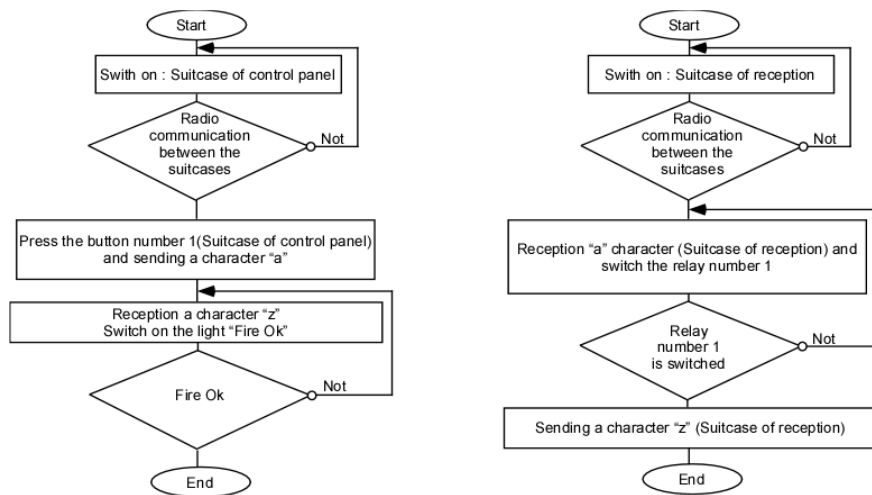 Start
Swith on : Suitcase of control panel
Radio
communication
between the
suitcases
Not
Press the button number 1(Suitcase of control panel)
and sending a character “a”
Reception a character “z”
Switch on the light “Fire Ok”
Fire Ok
Not
End
Start
Swith on : Suitcase of reception
Radio
communication
between the
suitcases
Not
Reception “a” character (Suitcase of reception) and
switch the relay number 1
Relay
number 1
is switched
Not
Sending a character “z” (Suitcase of reception)
End